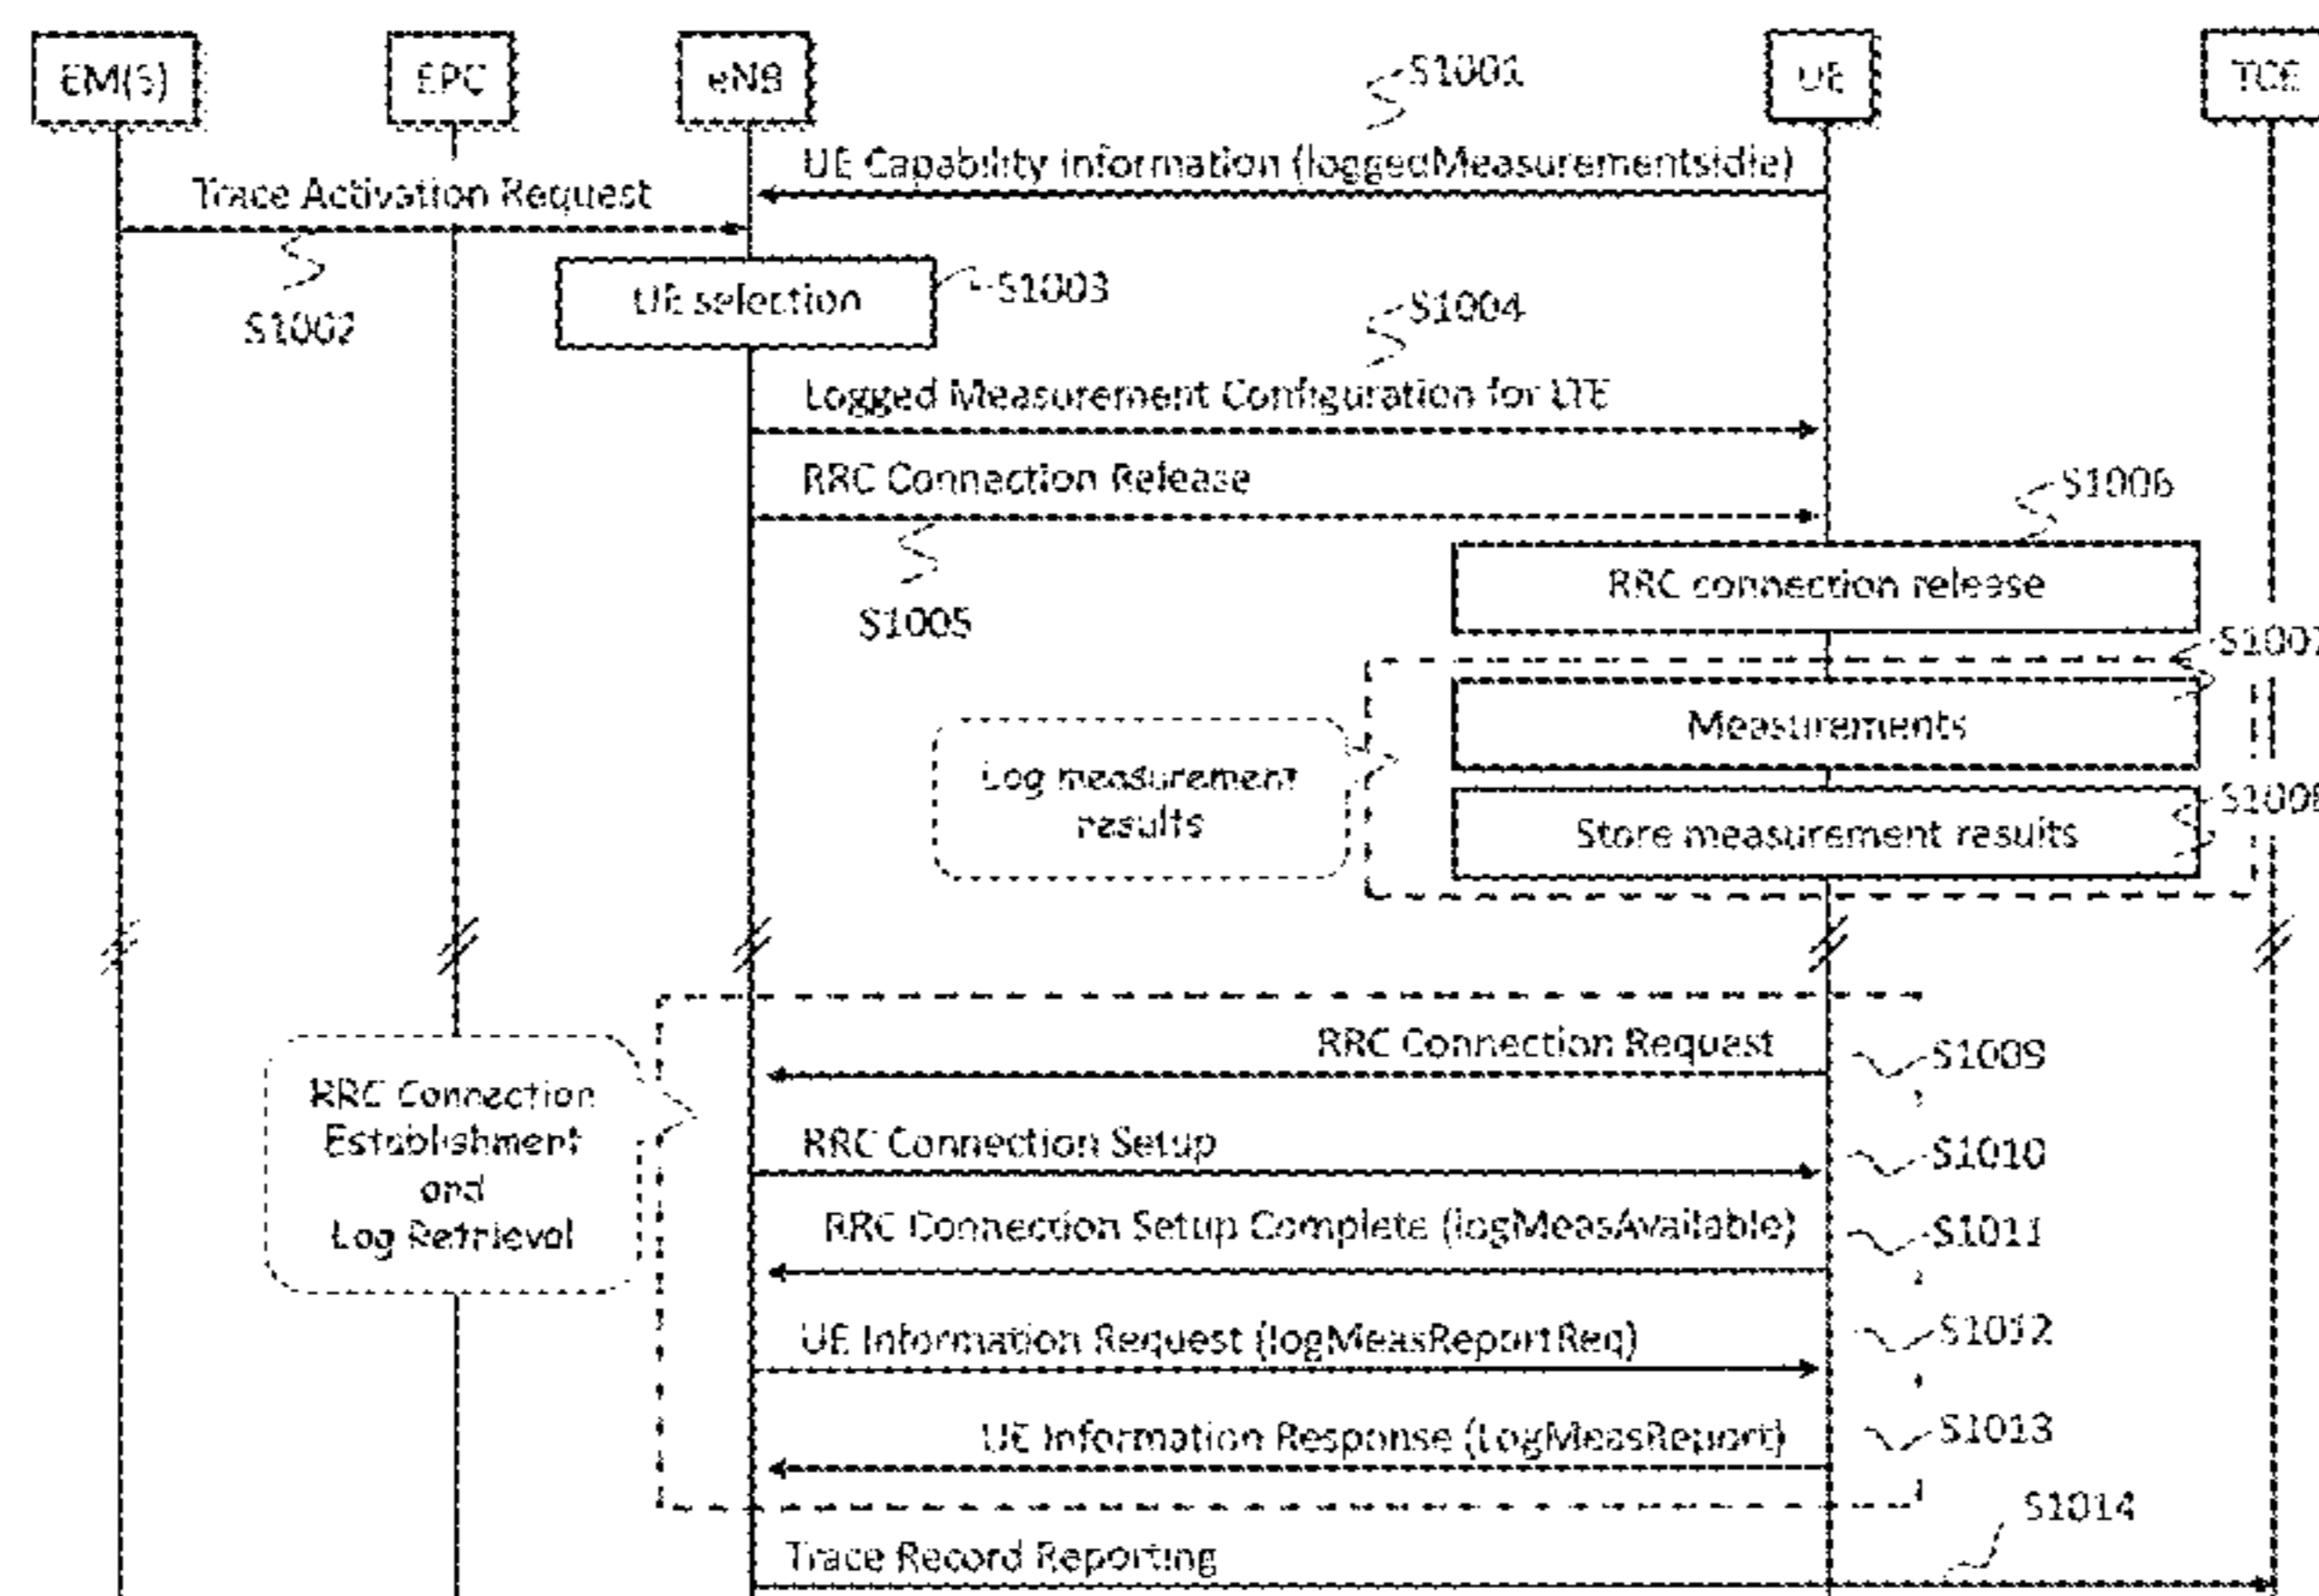 EM(S)
EPC
eNB
UE
TCE
S1001
UE Capability Information (loggedMeasurementsIdle)
Trace Activation Request
S1002
UE selection
S1003
S1004
Logged Measurement Configuration for LTE
RRC Connection Release
S1005
S1006
RRC connection release
S1007
Measurements
Log measurement
results
S1008
Store measurement results
RRC Connection Request
S1009
RRC Connection
Establishment
and
Log Retrieval
RRC Connection Setup
S1010
RRC Connection Setup Complete (logMeasAvailable)
S1011
UE Information Request (logMeasReportReq)
S1012
UE Information Response (LogMeasReport)
S1013
S1014
Trace Record Reporting